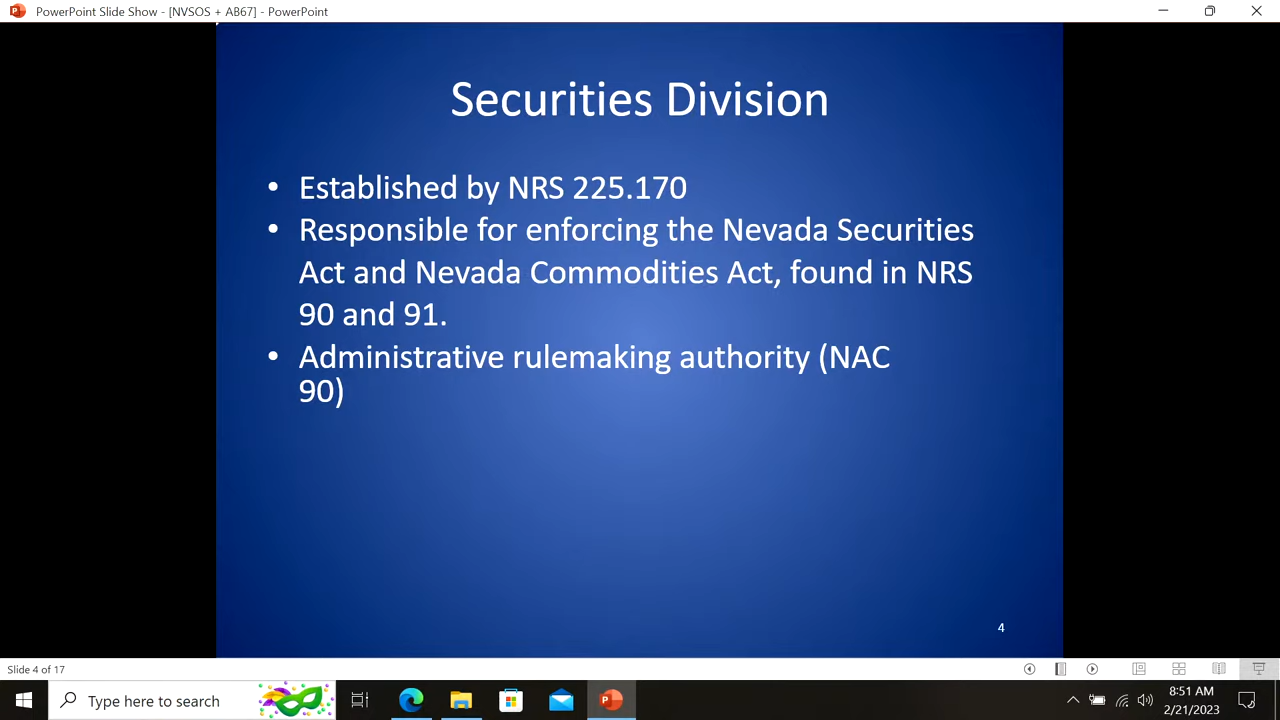 PowerPoint Slide Show - [NVSOS + AB67] - PowerPoint
Securities Division
• Established by NRS 225.170
• Responsible for enforcing the Nevada Securities
Act and Nevada Commodities Act, found in NRS
90 and 91.
• Administrative rulemaking authority (NAC
90)
4
Slide 4 of 17
Type here to search
8:51 AM
2/21/2023